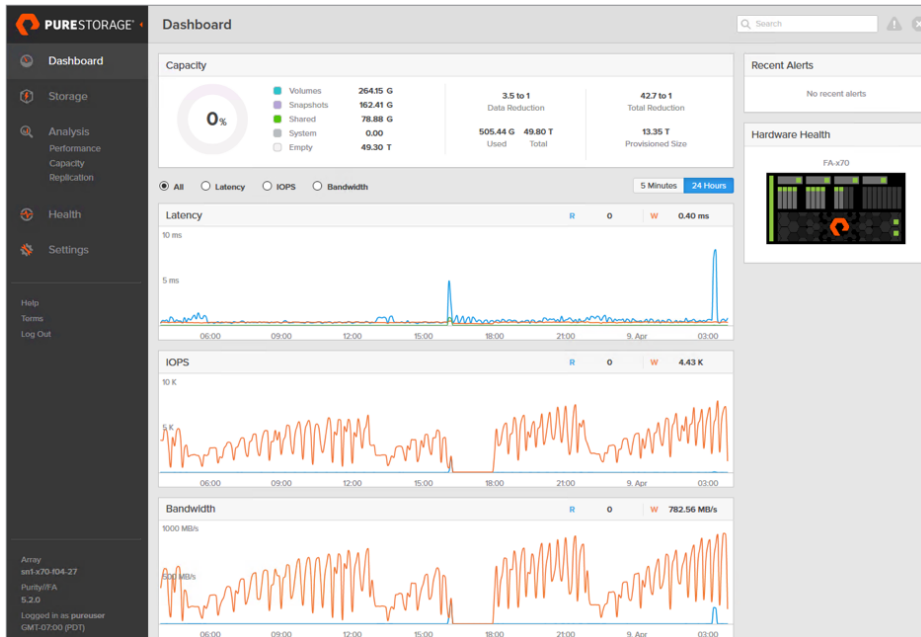 PURESTORAGE®
Dashboard
Storage
Analysis
Performance
Capacity
Replication
Health
Settings
Help
Terms
Log Out
Array
sn1-x70-f04-27
Purity//FA
5.2.0
Logged in as pureuser
GMT-07:00 (PDT)
Dashboard
Search
Capacity
0%
Volumes 264.15 G
Snapshots 162.41 G
Shared 78.88 G
System 0.00
Empty 49.30 T
3.5 to 1
Data Reduction
505.44 G 49.80 T
Used Total
42.7 to 1
Total Reduction
13.35 T
Provisioned Size
All Latency IOPS Bandwidth
5 Minutes 24 Hours
Latency R 0 W 0.40 ms
10 ms
5 ms
06:00 09:00 12:00 15:00 18:00 21:00 9. Apr 03:00
IOPS R 0 W 4.43 K
10 K
5 K
06:00 09:00 12:00 15:00 18:00 21:00 9. Apr 03:00
Bandwidth R 0 W 782.56 MB/s
1000 MB/s
500 MB/s
06:00 09:00 12:00 15:00 18:00 21:00 9. Apr 03:00
Recent Alerts
No recent alerts
Hardware Health
FA-x70